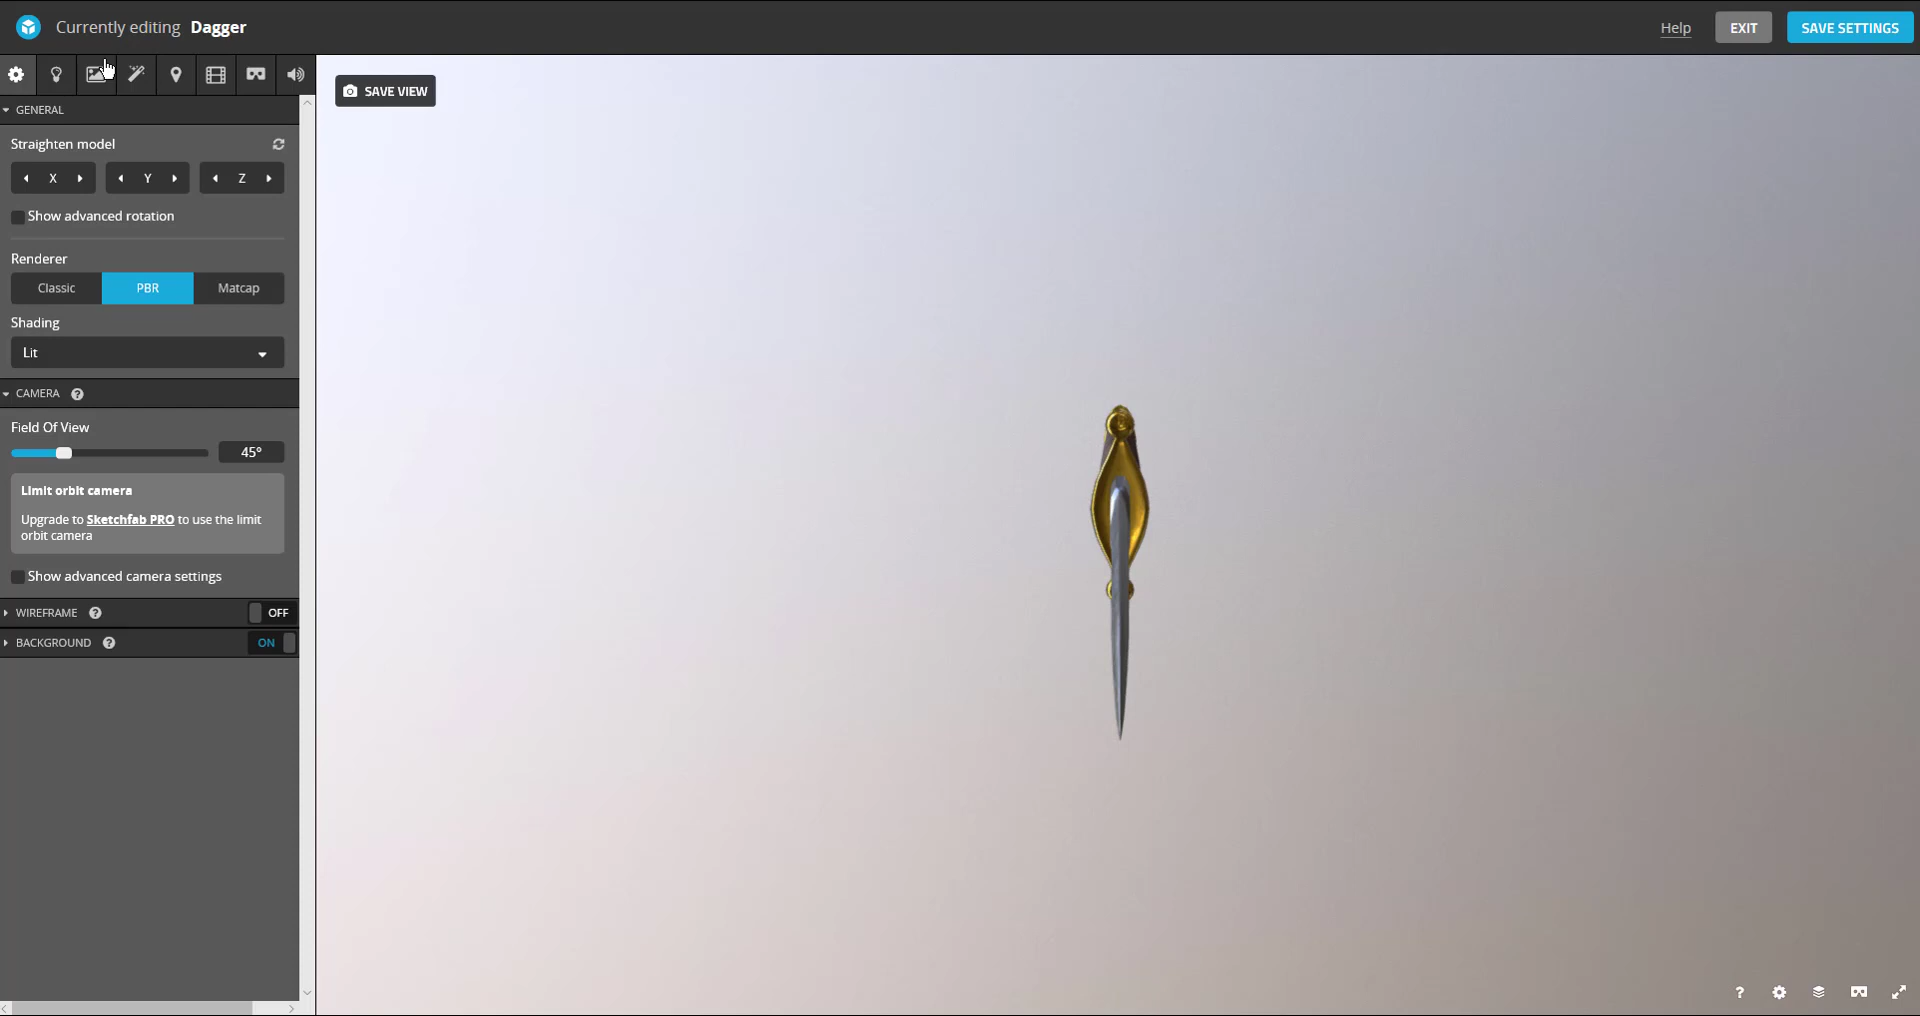 Currently editing Dagger
Help
EXIT
SAVE SETTINGS
SAVE VIEW
GENERAL
Straighten model
X Y Z
Show advanced rotation
Renderer
Classic PBR Matcap
Shading
Lit
CAMERA ?
Field Of View
45°
Limit orbit camera
Upgrade to Sketchfab PRO to use the limit
orbit camera
Show advanced camera settings
WIREFRAME ? OFF
BACKGROUND ? ON
?